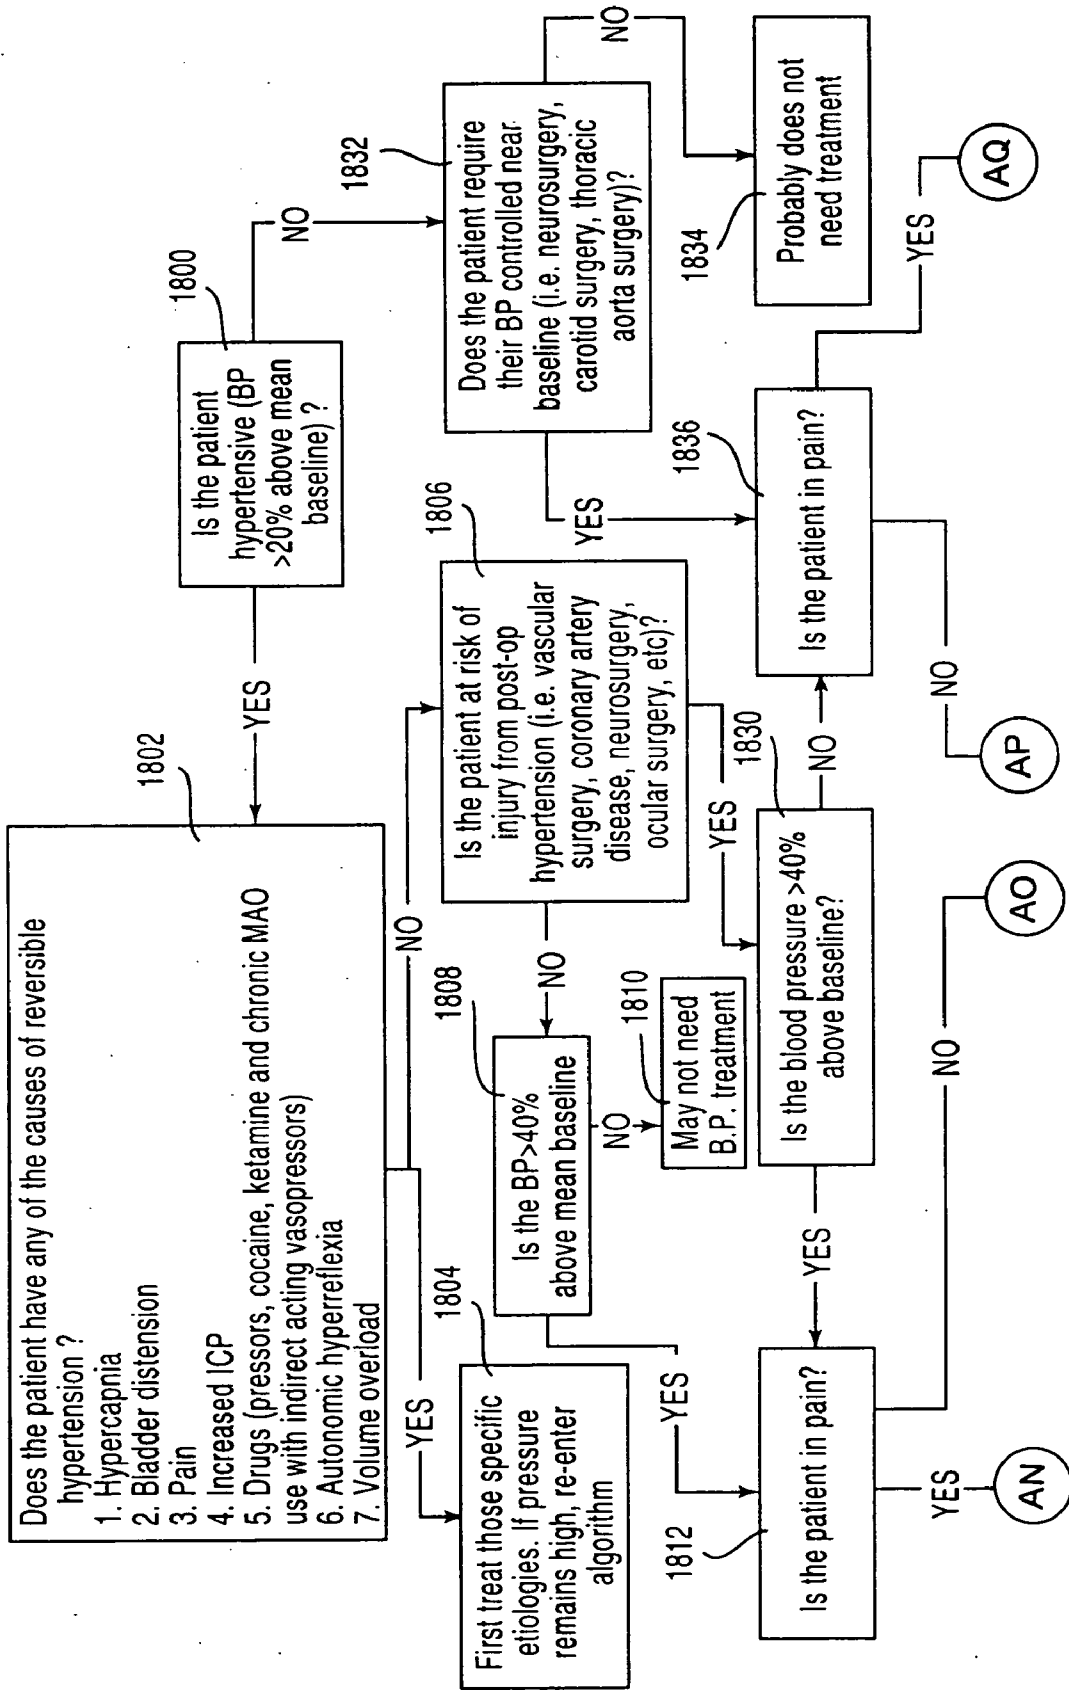 1800
Is the patient
hypertensive (BP
>20% above mean
baseline) ?
YES
NO
1802
Does the patient have any of the causes of reversible
hypertension ?
1. Hypercapnia
2. Bladder distension
3. Pain
4. Increased ICP
5. Drugs (pressors, cocaine, ketamine and chronic MAO
use with indirect acting vasopressors)
6. Autonomic hyperreflexia
7. Volume overload
YES
NO
1804
First treat those specific
etiologies. If pressure
remains high, re-enter
algorithm
1806
Is the patient at risk of
injury from post-op
hypertension (i.e. vascular
surgery, coronary artery
disease, neurosurgery,
ocular surgery, etc)?
NO
YES
1808
Is the BP>40%
above mean baseline
YES
NO
1810
May not need
B.P. treatment
1832
Does the patient require
their BP controlled near
baseline (i.e. neurosurgery,
carotid surgery, thoracic
aorta surgery)?
YES
NO
1834
Probably does not
need treatment
1812
Is the patient in pain?
YES
NO
1830
Is the blood pressure >40%
above baseline?
YES
NO
1836
Is the patient in pain?
NO
YES
AN
AO
AP
AQ